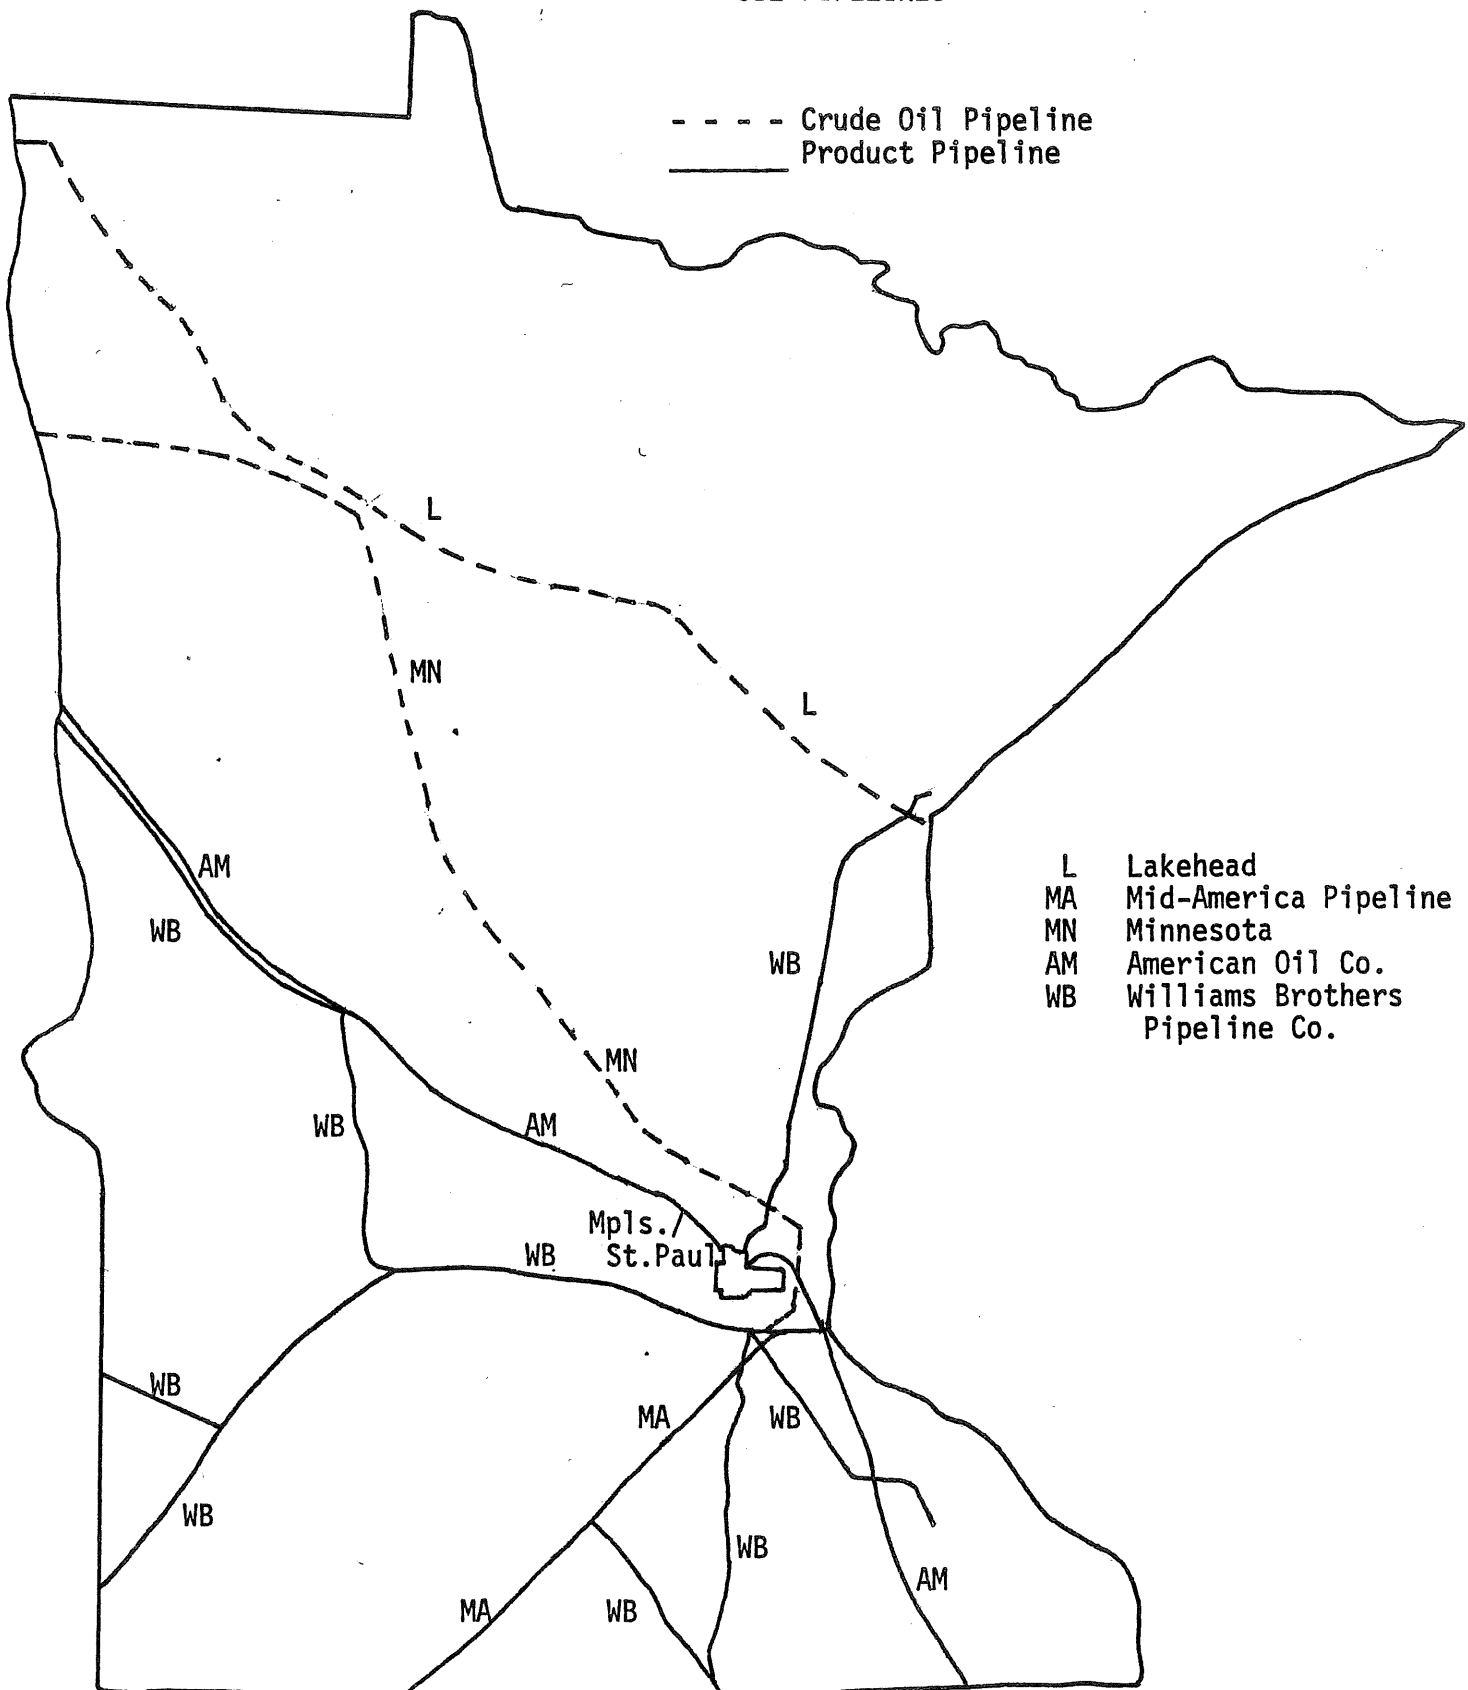 - - - - Crude Oil Pipeline
Product Pipeline
L
MN
L
AM
WB
WB
L Lakehead
MA Mid-America Pipeline
MN Minnesota
AM American Oil Co.
WB Williams Brothers
Pipeline Co.
MN
WB
AM
Mpls./
St.Paul
WB
WB
MA
WB
WB
WB
AM
MA
WB